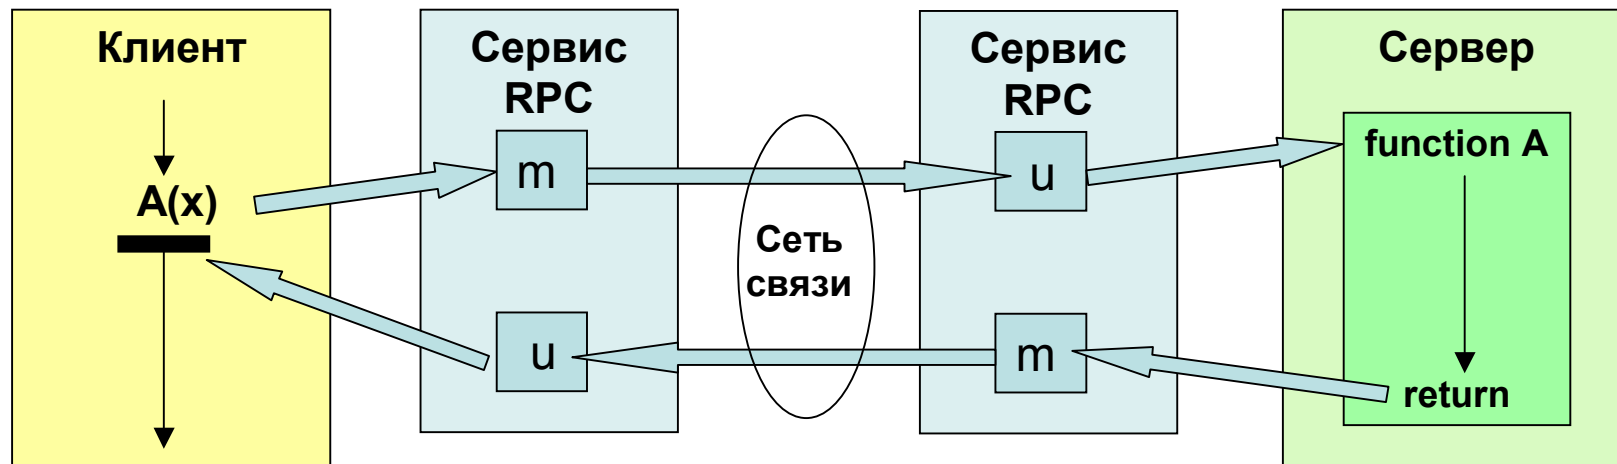 Клиент
A(x)
Сервис
RPC
m
u
Сеть
связи
Сервис
RPC
u
m
Сервер
function A
return